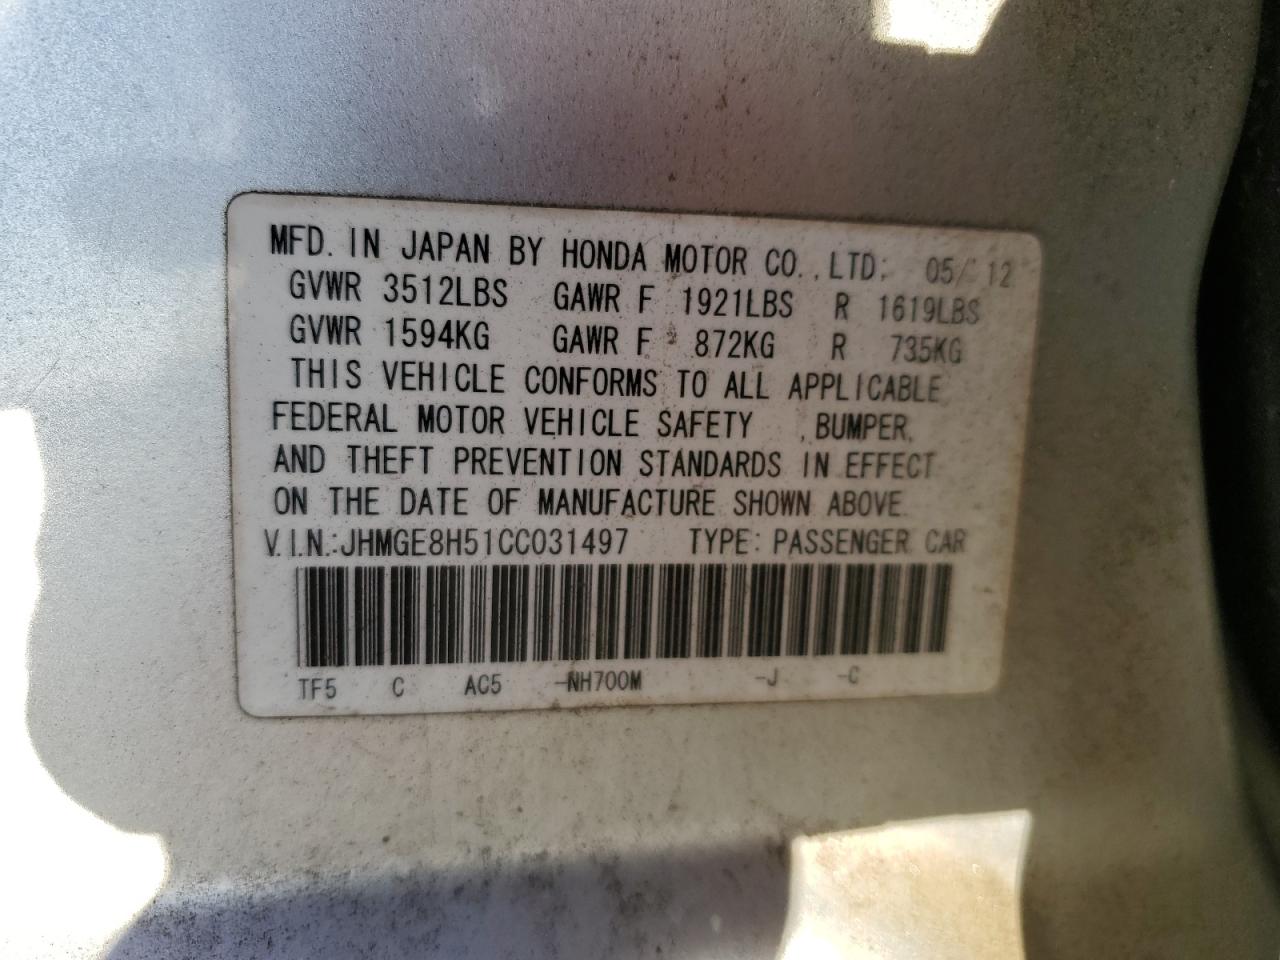 MFD. IN JAPAN BY HONDA MOTOR CO.,LTD. 05/12
GVWR 3512LBS GAWR F 1921LBS R 1619LBS
GVWR 1594KG GAWR F 872KG R 735KG
THIS VEHICLE CONFORMS TO ALL APPLICABLE
FEDERAL MOTOR VEHICLE SAFETY , BUMPER,
AND THEFT PREVENTION STANDARDS IN EFFECT
ON THE DATE OF MANUFACTURE SHOWN ABOVE.
V.I.N.:JHMGE8H51CC031497 TYPE: PASSENGER CAR
TF5 C AC5 -NH700M -J -C